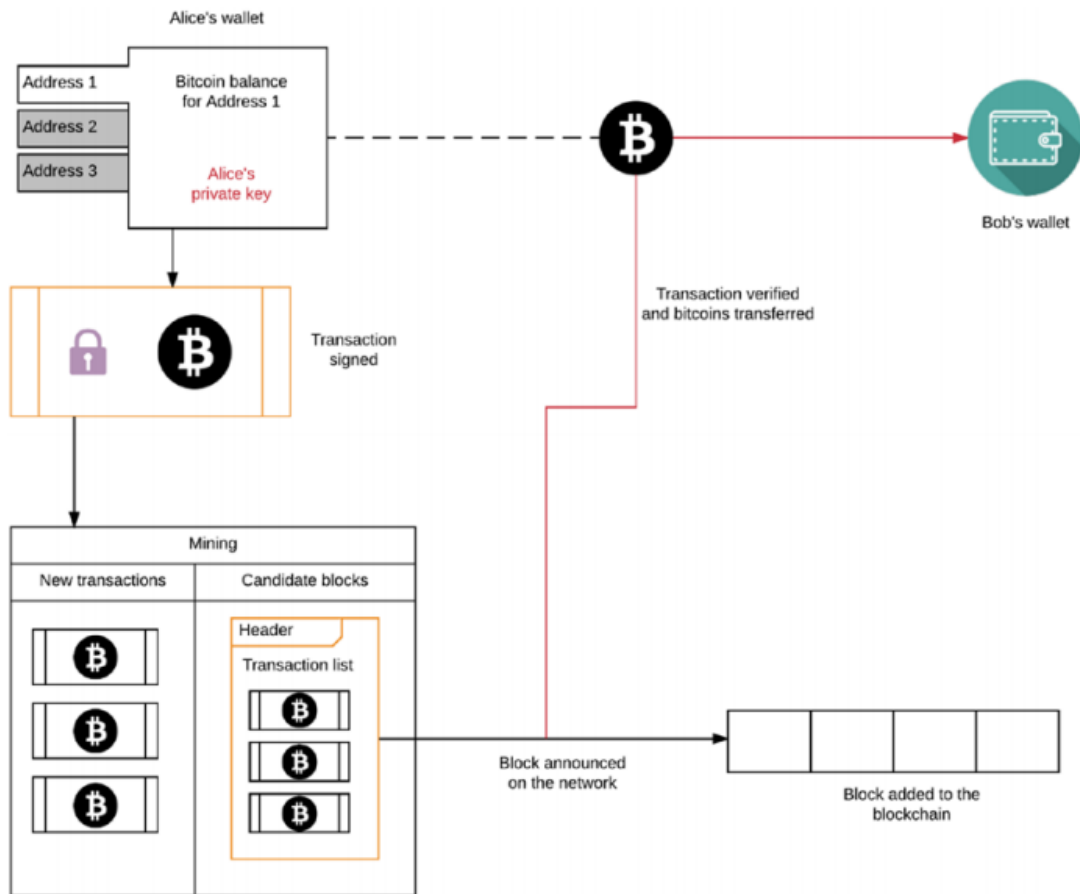 Alice's wallet
Address 1
Address 2
Address 3
Bitcoin balance
for Address 1
Alice's
private key
Bob's wallet
Transaction verified
and bitcoins transferred
Transaction
signed
Mining
New transactions
Candidate blocks
Header
Transaction list
Block announced
on the network
Block added to the
blockchain